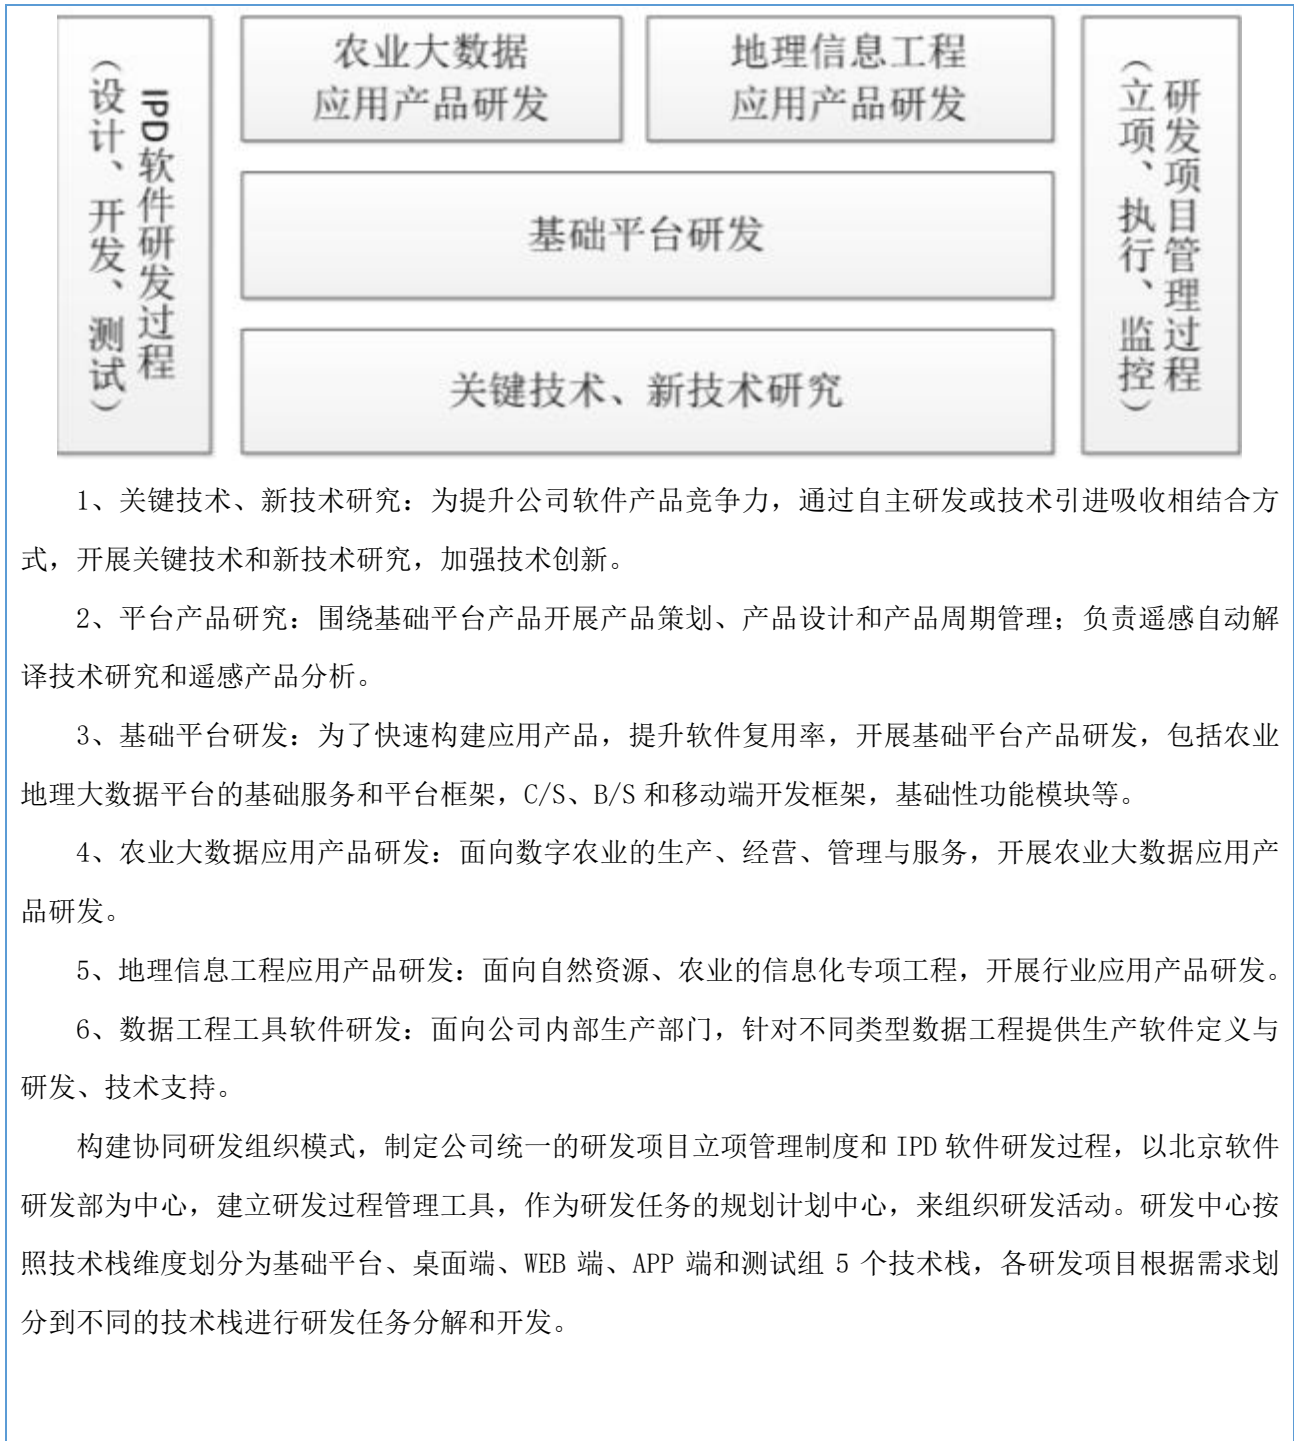 IPD软件研发过程
（设计、开发、测试）
农业大数据
应用产品研发
地理信息工程
应用产品研发
基础平台研发
关键技术、新技术研究
研发项目管理过程
（立项、执行、监控）
1、关键技术、新技术研究：为提升公司软件产品竞争力，通过自主研发或技术引进吸收相结合方
式，开展关键技术和新技术研究，加强技术创新。
2、平台产品研究：围绕基础平台产品开展产品策划、产品设计和产品周期管理；负责遥感自动解
译技术研究和遥感产品分析。
3、基础平台研发：为了快速构建应用产品，提升软件复用率，开展基础平台产品研发，包括农业
地理大数据平台的基础服务和平台框架，C/S、B/S 和移动端开发框架，基础性功能模块等。
4、农业大数据应用产品研发：面向数字农业的生产、经营、管理与服务，开展农业大数据应用产
品研发。
5、地理信息工程应用产品研发：面向自然资源、农业的信息化专项工程，开展行业应用产品研发。
6、数据工程工具软件研发：面向公司内部生产部门，针对不同类型数据工程提供生产软件定义与
研发、技术支持。
构建协同研发组织模式，制定公司统一的研发项目立项管理制度和 IPD 软件研发过程，以北京软件
研发部为中心，建立研发过程管理工具，作为研发任务的规划计划中心，来组织研发活动。研发中心按
照技术栈维度划分为基础平台、桌面端、WEB 端、APP 端和测试组 5 个技术栈，各研发项目根据需求划
分到不同的技术栈进行研发任务分解和开发。